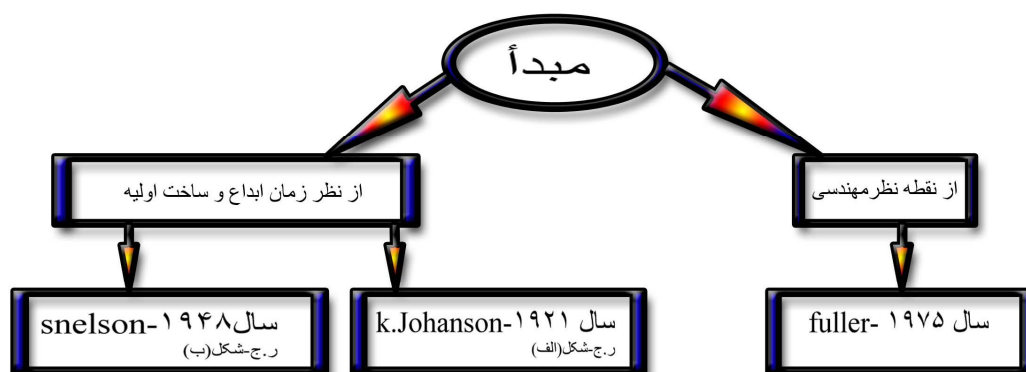 مبدأ
از نقطه نظرمهندسی
از نظر زمان ابداع و ساخت اولیه
سال ۱۹۷۵ -fuller
سال ۱۹۲۱-k.Johanson
ر.ج-شکل(الف)
سال۱۹۴۸-snelson
ر.ج-شکل(ب)